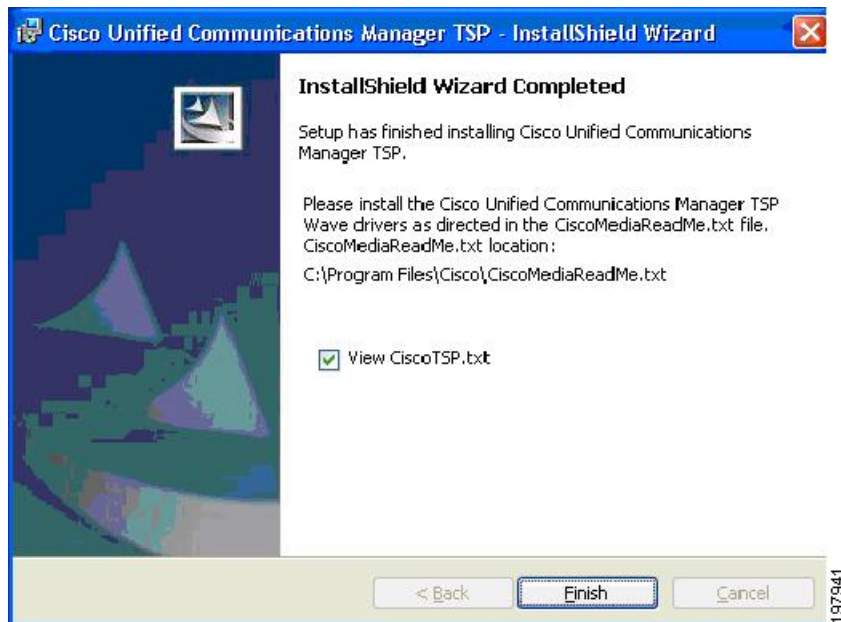 Cisco Unified Communications Manager TSP - InstallShield Wizard
InstallShield Wizard Completed
Setup has finished installing Cisco Unified Communications
Manager TSP.
Please install the Cisco Unified Communications Manager TSP
Wave drivers as directed in the CiscoMediaReadMe.txt file.
CiscoMediaReadMe.txt location:
C:\Program Files\Cisco\CiscoMediaReadMe.txt
View CiscoTSP.txt
< Back
Finish
Cancel
197941